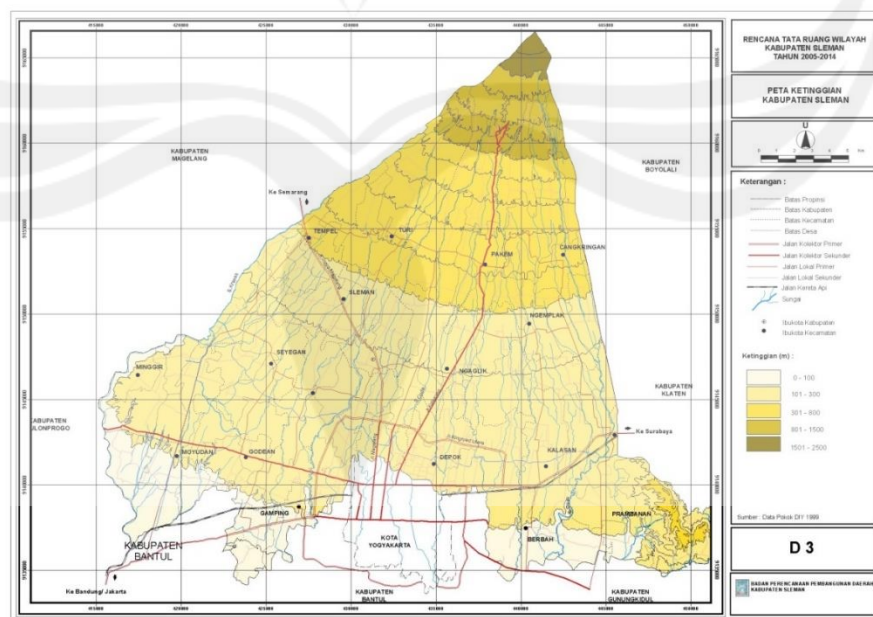 RENCANA TATA RUANG WILAYAH
KABUPATEN SLEMAN
TAHUN 2005-2014
PETA KETINGGIAN
KABUPATEN SLEMAN
U
Keterangan :
Batas Propinsi
Batas Kabupaten
Batas Kecamatan
Batas Desa
Jalan Kolektor Primer
Jalan Kolektor Sekunder
Jalan Lokal Primer
Jalan Lokal Sekunder
Jalan Kereta Api
Sungai
Ibukota Kabupaten
Ibukota Kecamatan
Ketinggian (m) :
0 - 100
101 - 300
301 - 800
801 - 1500
1501 - 2500
Sumber : Data Pokok DIY 1999
D 3
BADAN PERENCANAAN PEMBANGUNAN DAERAH
KABUPATEN SLEMAN
KABUPATEN
MAGELANG
KABUPATEN
BOYOLALI
Ke Semarang
TEMPEL
TURI
PAKEM
CANGKRINGAN
SLEMAN
NGEMPLAK
SEYEGAN
NGAGLIK
MINGGIR
KABUPATEN
KLATEN
KABUPATEN
Ke Surabaya
MOYUDAN
GODEAN
DEPOK
KALASAN
GAMPING
PRAMBANAN
KOTA
YOGYAKARTA
BERBAH
KABUPATEN
BANTUL
Ke Bandung/ Jakarta
KABUPATEN
BANTUL
KABUPATEN
GUNUNGKIDUL